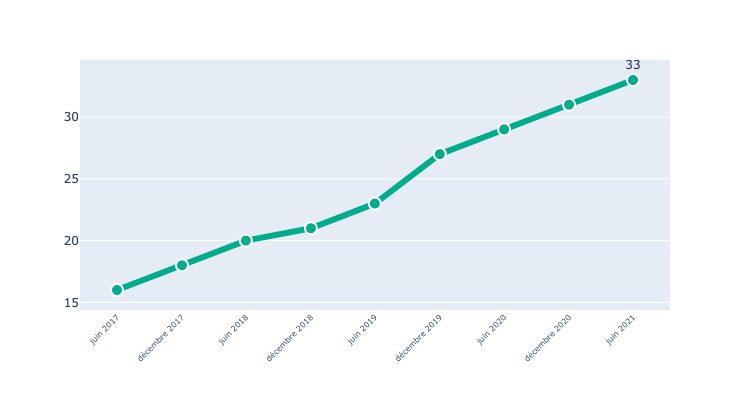 33
30
25
20
15
juin 2017
décembre 2017
juin 2018
décembre 2018
juin 2019
décembre 2019
juin 2020
décembre 2020
juin 2021